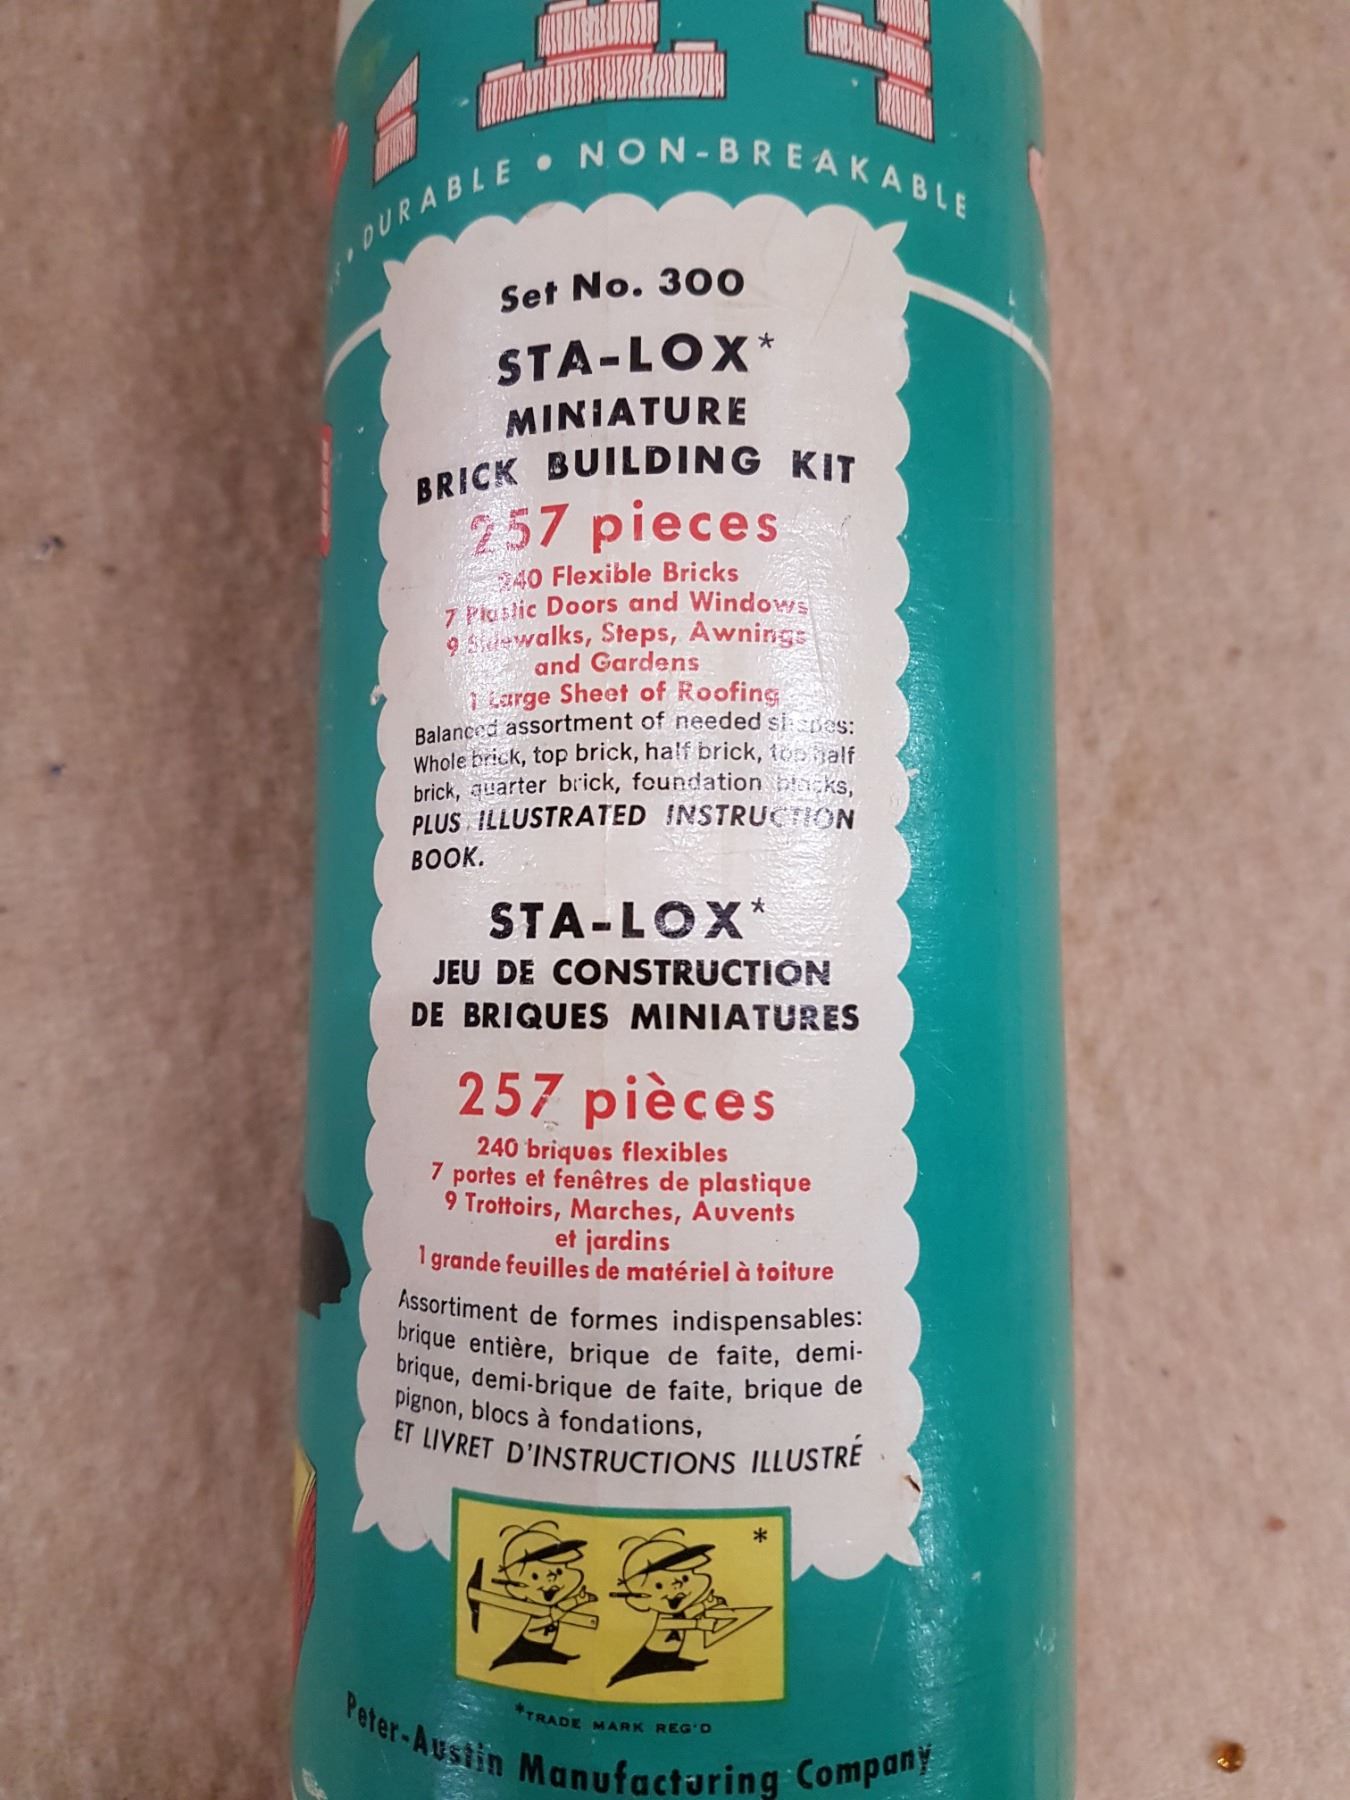 DURABLE • NON-BREAKABLE
Set No. 300
STA-LOX*
MINIATURE
BRICK BUILDING KIT
257 pieces
240 Flexible Bricks
7 Plastic Doors and Windows
9 Sidewalks, Steps, Awnings
and Gardens
1 Large Sheet of Roofing
Balanced assortment of needed shapes:
Whole brick, top brick, half brick, top half
brick, quarter brick, foundation blocks,
PLUS ILLUSTRATED INSTRUCTION
BOOK.
STA-LOX*
JEU DE CONSTRUCTION
DE BRIQUES MINIATURES
257 pièces
240 briques flexibles
7 portes et fenêtres de plastique
9 Trottoirs, Marches, Auvents
et jardins
1 grande feuilles de matériel à toiture
Assortiment de formes indispensables:
brique entière, brique de faîte, demi-
brique, demi-brique de faîte, brique de
pignon, blocs à fondations,
ET LIVRET D'INSTRUCTIONS ILLUSTRÉ
*
P A
*TRADE MARK REG'D
Peter-Austin Manufacturing Company